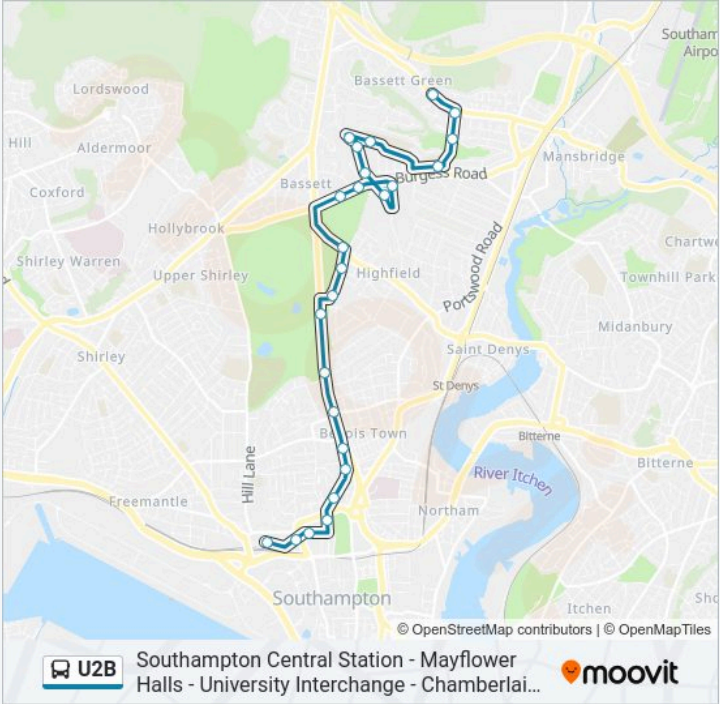 Southam
Airpo
Bassett Green
Lordswood
Hill
Aldermoor
Mansbridge
Burgess Road
Coxford
Bassett
Hollybrook
Portswood Road
Chartwe
Shirley Warren
Upper Shirley
Highfield
Townhill Park
Midanbury
Saint Denys
Shirley
St Denys
Bevois Town
Bitterne
Bitterne
Hill Lane
River Itchen
Freemantle
Northam
Southampton
Itchen
Sho
© OpenStreetMap contributors | © OpenMapTiles
U2B
Southampton Central Station - Mayflower
Halls - University Interchange - Chamberlai...
moovit